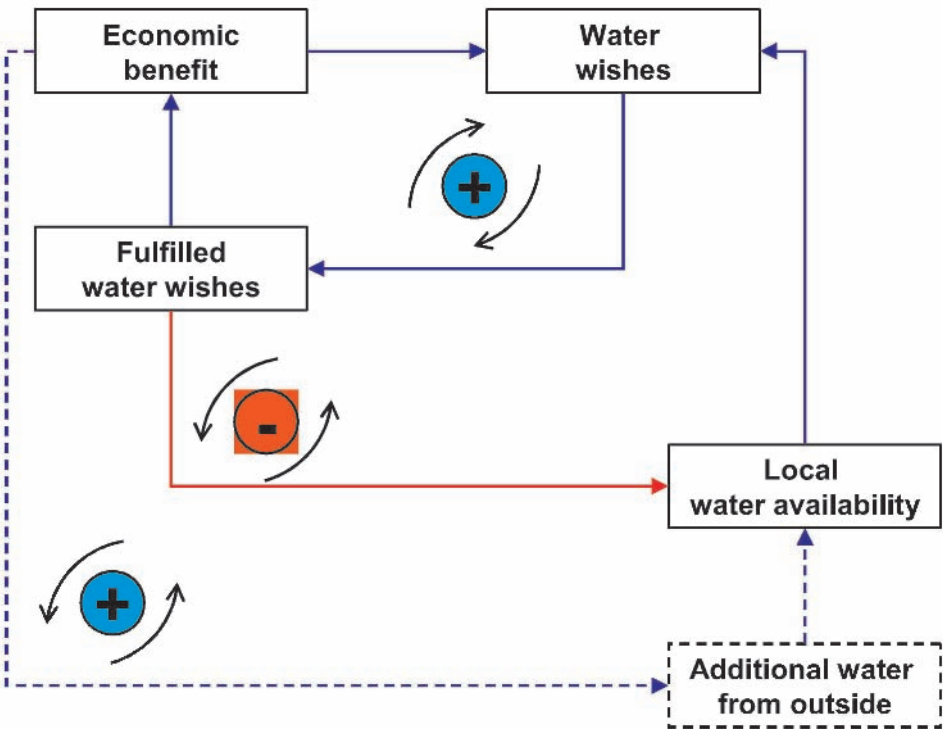 Economic
benefit
Water
wishes
+
Fulfilled
water wishes
-
Local
water availability
+
Additional water
from outside